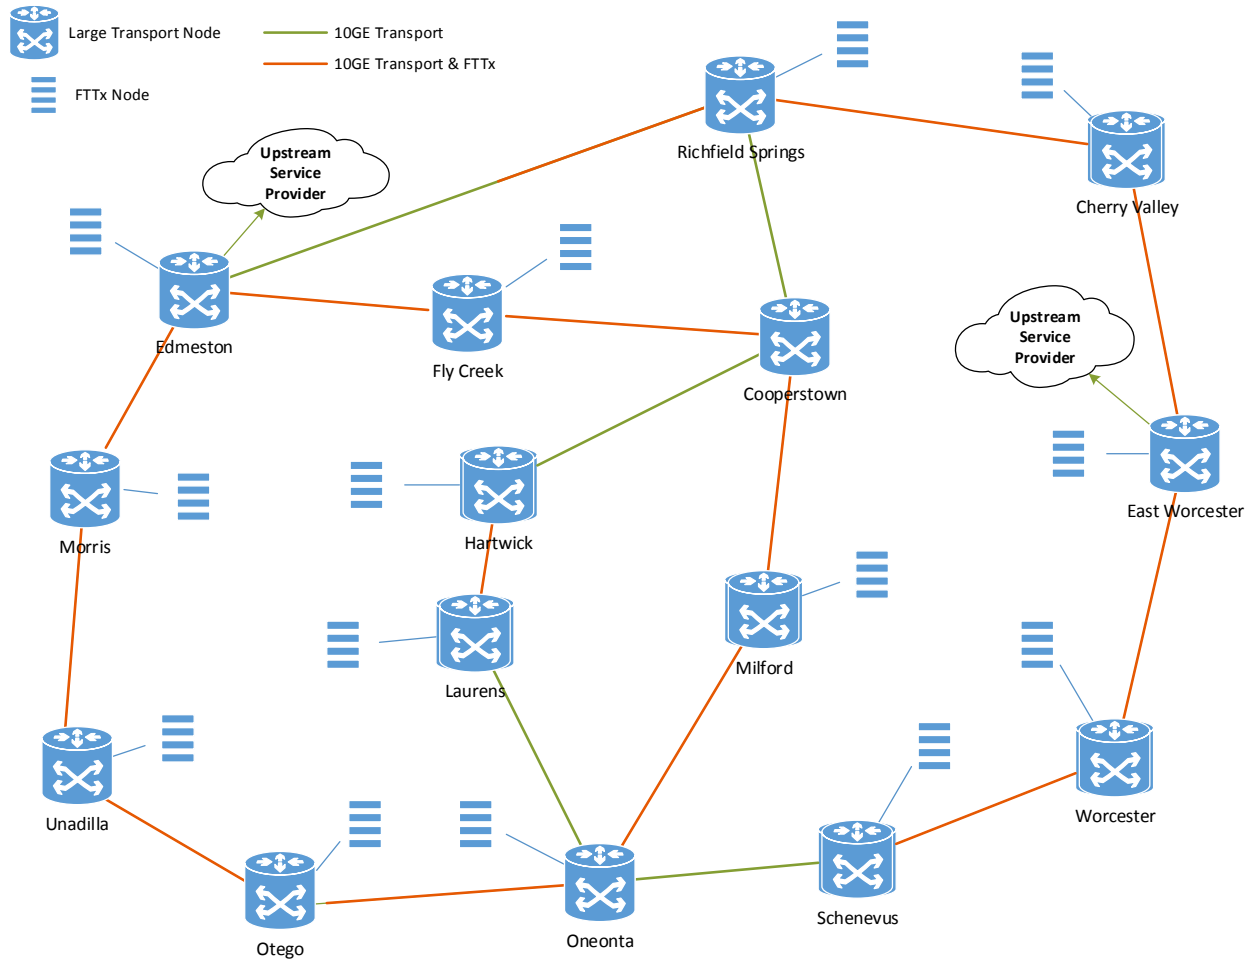 Large Transport Node
10GE Transport
10GE Transport & FTTx
FTTx Node
Richfield Springs
Upstream
Service
Provider
Cherry Valley
Edmeston
Fly Creek
Upstream
Service
Provider
Cooperstown
East Worcester
Hartwick
Morris
Milford
Laurens
Worcester
Unadilla
Schenevus
Oneonta
Otego